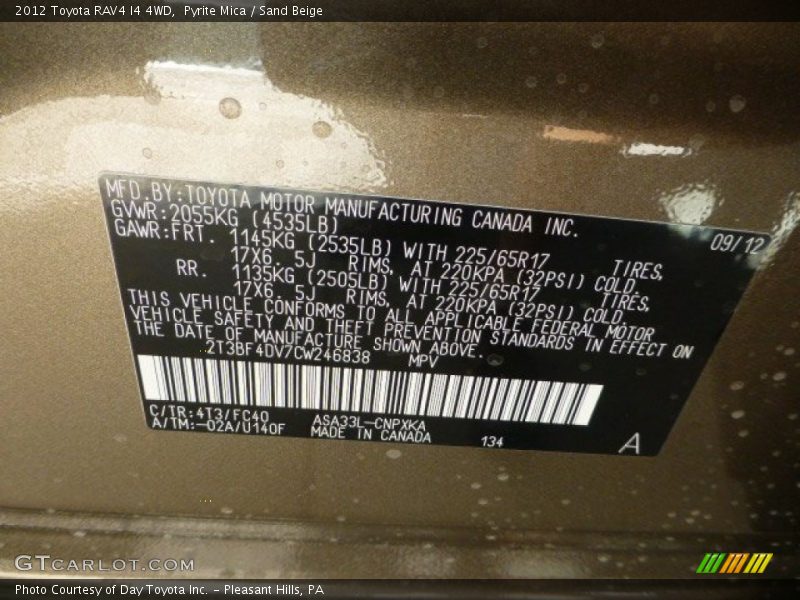 2012 Toyota RAV4 I4 4WD, Pyrite Mica / Sand Beige
MFD. BY: TOYOTA MOTOR MANUFACTURING CANADA INC.
GVWR: 2055KG (4535LB) 09/12
GAWR: FRT. 1145KG (2535LB) WITH 225/65R17 TIRES,
17X6. 5J RIMS, AT 220KPA (32PSI) COLD
RR. 1135KG (2505LB) WITH 225/65R17 TIRES,
17X6. 5J RIMS, AT 220KPA (32PSI) COLD
THIS VEHICLE CONFORMS TO ALL APPLICABLE FEDERAL MOTOR
VEHICLE SAFETY AND THEFT PREVENTION STANDARDS IN EFFECT ON
THE DATE OF MANUFACTURE SHOWN ABOVE.
2T3BF4DV7CW246838 MPV
C/TR: 4T3/FC40 ASA33L-CNPXKA
A/TM: -02A/U140F MADE IN CANADA 134 A
GTCARLOT.COM
Photo Courtesy of Day Toyota Inc. - Pleasant Hills, PA